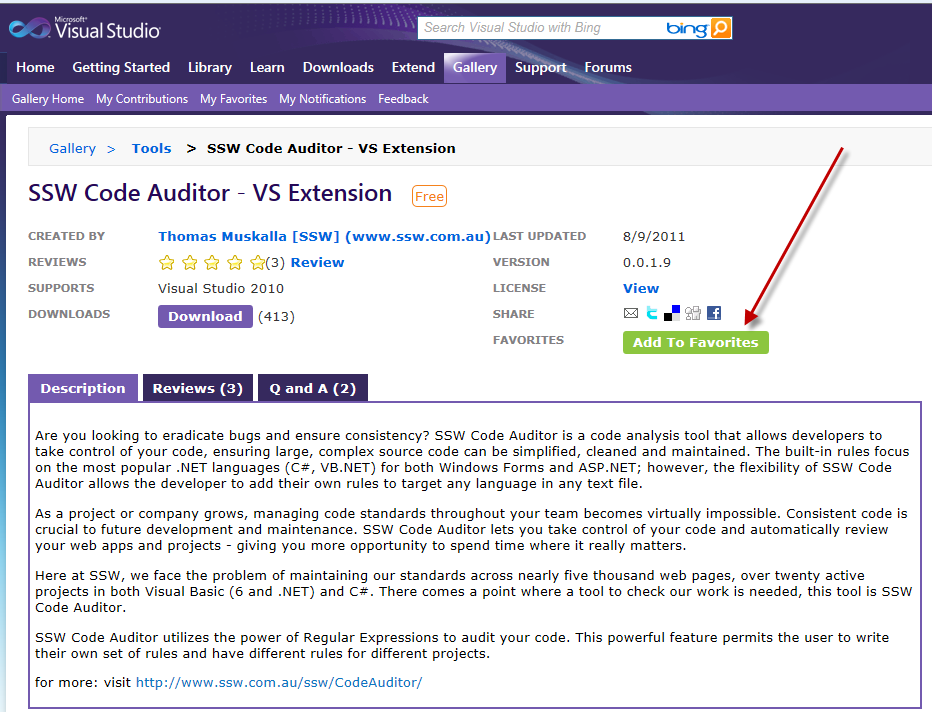 Microsoft®
Visual Studio
Search Visual Studio with Bing
bing
Home Getting Started Library Learn Downloads Extend Gallery Support Forums
Gallery Home My Contributions My Favorites My Notifications Feedback
Gallery > Tools > SSW Code Auditor - VS Extension
SSW Code Auditor - VS Extension Free
CREATED BY Thomas Muskalla [SSW] (www.ssw.com.au) LAST UPDATED 8/9/2011
REVIEWS (3) Review VERSION 0.0.1.9
SUPPORTS Visual Studio 2010 LICENSE View
DOWNLOADS Download (413) SHARE
FAVORITES Add To Favorites
Description Reviews (3) Q and A (2)
Are you looking to eradicate bugs and ensure consistency? SSW Code Auditor is a code analysis tool that allows developers to
take control of your code, ensuring large, complex source code can be simplified, cleaned and maintained. The built-in rules focus
on the most popular .NET languages (C#, VB.NET) for both Windows Forms and ASP.NET; however, the flexibility of SSW Code
Auditor allows the developer to add their own rules to target any language in any text file.
As a project or company grows, managing code standards throughout your team becomes virtually impossible. Consistent code is
crucial to future development and maintenance. SSW Code Auditor lets you take control of your code and automatically review
your web apps and projects - giving you more opportunity to spend time where it really matters.
Here at SSW, we face the problem of maintaining our standards across nearly five thousand web pages, over twenty active
projects in both Visual Basic (6 and .NET) and C#. There comes a point where a tool to check our work is needed, this tool is SSW
Code Auditor.
SSW Code Auditor utilizes the power of Regular Expressions to audit your code. This powerful feature permits the user to write
their own set of rules and have different rules for different projects.
for more: visit http://www.ssw.com.au/ssw/CodeAuditor/